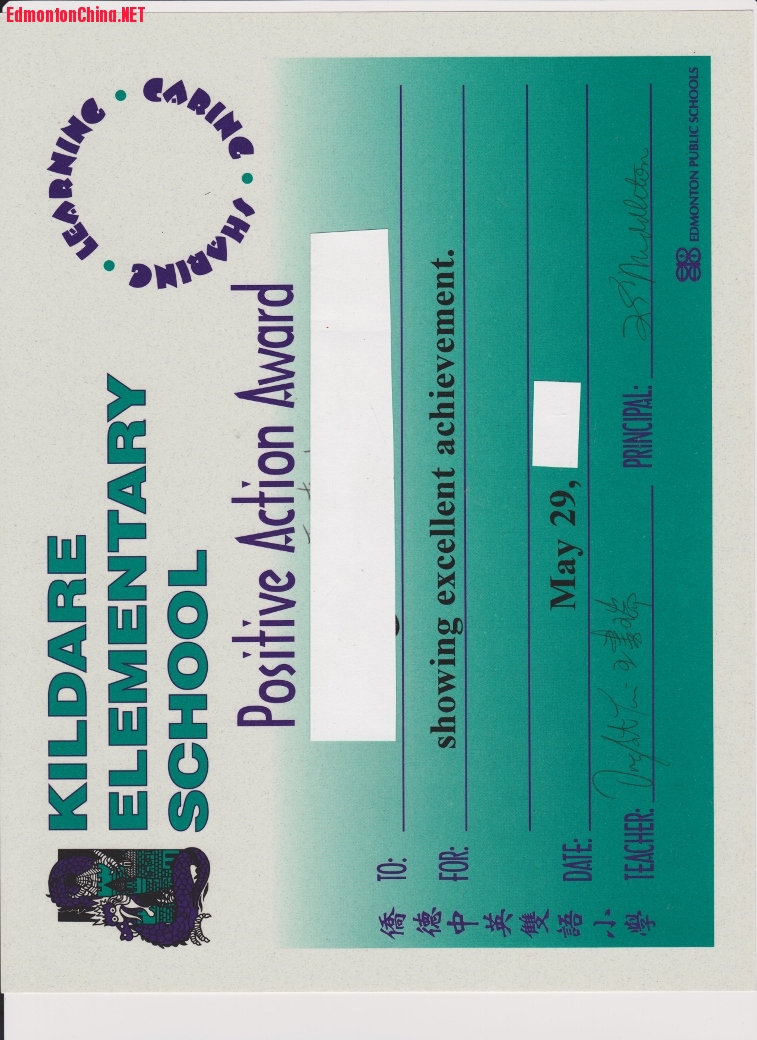 EdmontonChina.NET
KILDARE
ELEMENTARY
SCHOOL
LEARNING • CARING • SHARING •
Positive Action Award
TO:
FOR: showing excellent achievement.
DATE: May 29,
TEACHER:
PRINCIPAL: Middleton
僑德中英雙語小學
EDMONTON PUBLIC SCHOOLS